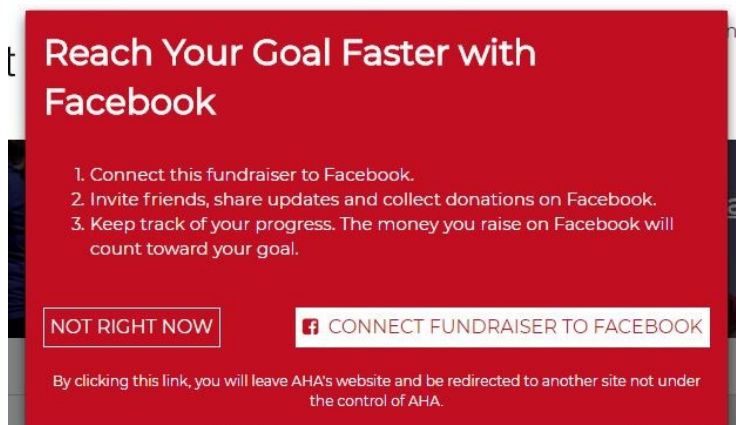 Reach Your Goal Faster with
Facebook
1. Connect this fundraiser to Facebook.
2. Invite friends, share updates and collect donations on Facebook.
3. Keep track of your progress. The money you raise on Facebook will
count toward your goal.
NOT RIGHT NOW
CONNECT FUNDRAISER TO FACEBOOK
By clicking this link, you will leave AHA's website and be redirected to another site not under
the control of AHA.